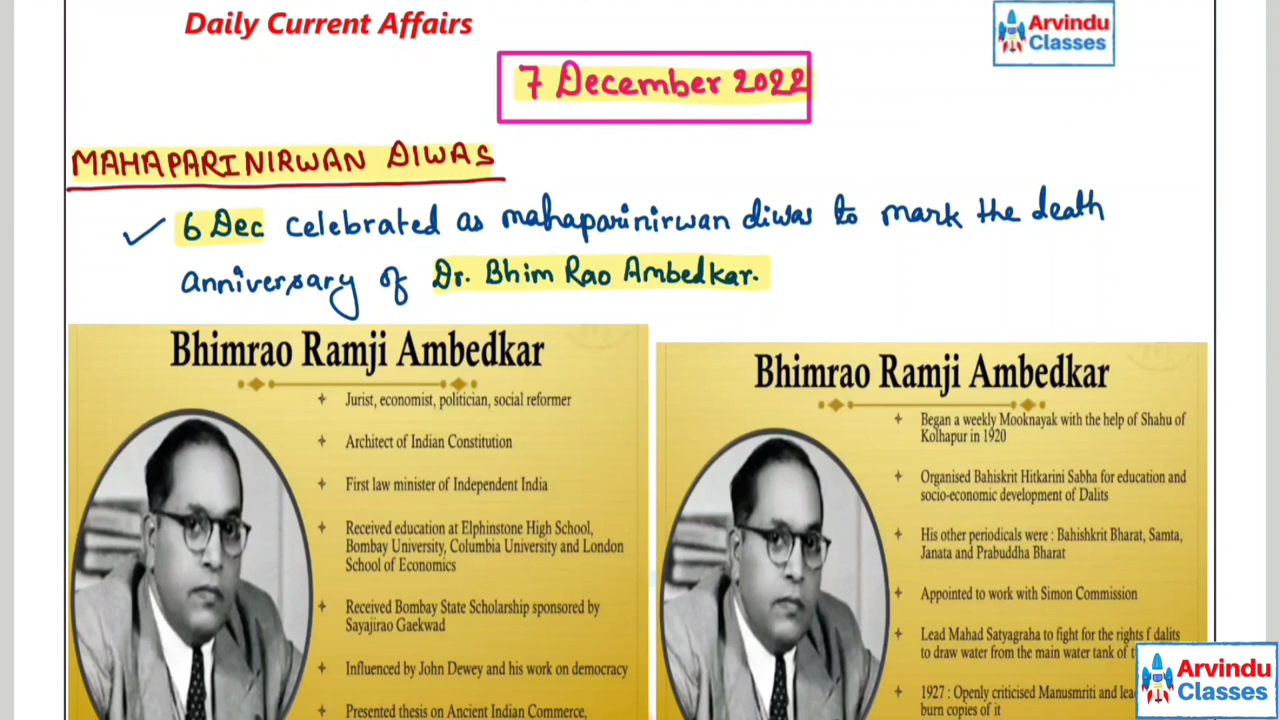 Daily Current Affairs
Arvindu
Classes
7 December 2022
MAHAPARINIRWAN DIWAS
6 Dec celebrated as mahaparinirwan diwas to mark the death
anniversary of Dr. Bhim Rao Ambedkar.
Bhimrao Ramji Ambedkar
Jurist, economist, politician, social reformer
Architect of Indian Constitution
First law minister of Independent India
Received education at Elphinstone High School,
Bombay University, Columbia University and London
School of Economics
Received Bombay State Scholarship sponsored by
Sayajirao Gaekwad
Influenced by John Dewey and his work on democracy
Presented thesis on Ancient Indian Commerce,
Bhimrao Ramji Ambedkar
Began a weekly Mooknayak with the help of Shahu of
Kolhapur in 1920
Organised Bahiskrit Hitkarini Sabha for education and
socio-economic development of Dalits
His other periodicals were : Bahishkrit Bharat, Samta,
Janata and Prabuddha Bharat
Appointed to work with Simon Commission
Lead Mahad Satyagraha to fight for the rights f dalits
to draw water from the main water tank of
1927 : Openly criticised Manusmriti and
burn copies of it
Arvindu
Classes